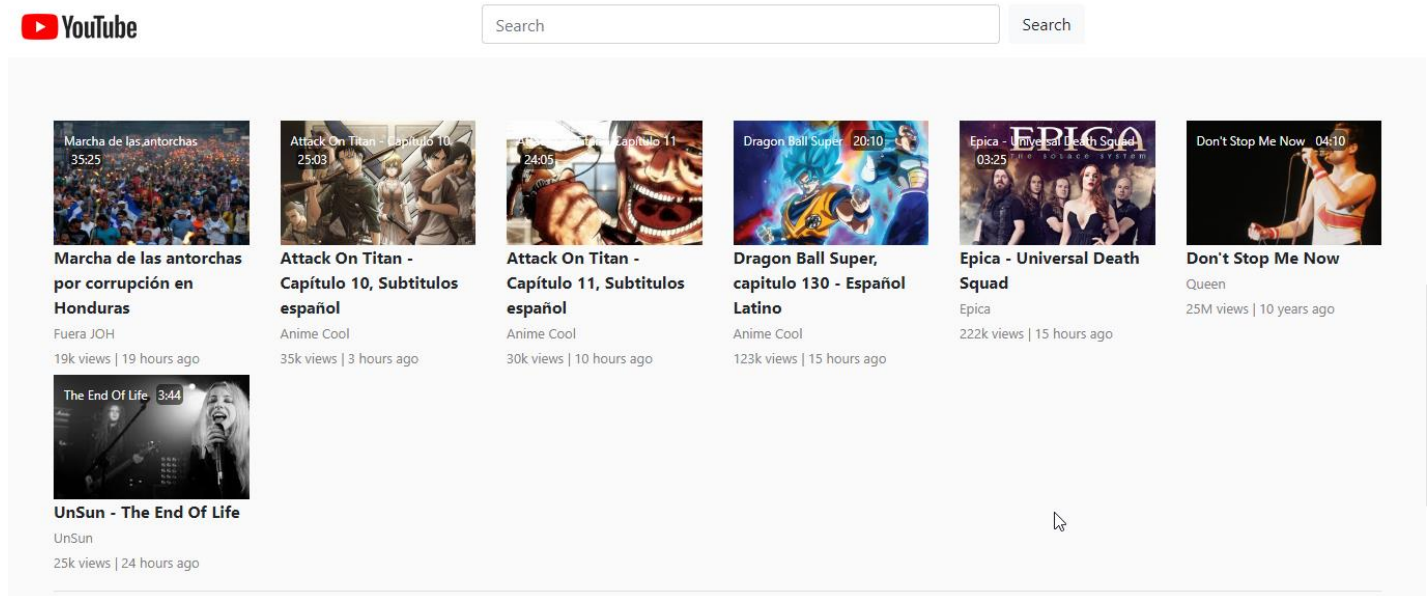 YouTube
Search
Search
Marcha de las antorchas
35:25
Marcha de las antorchas
por corrupción en
Honduras
Fuera JOH
19k views | 19 hours ago
Attack On Titan - Capítulo 10
25:03
Attack On Titan -
Capítulo 10, Subtitulos
español
Anime Cool
35k views | 3 hours ago
Capítulo 11
24:05
Attack On Titan -
Capítulo 11, Subtitulos
español
Anime Cool
30k views | 10 hours ago
Dragon Ball Super 20:10
Dragon Ball Super,
capitulo 130 - Español
Latino
Anime Cool
123k views | 15 hours ago
EPICA
THE SOLACE SYSTEM
Epica - Universal Death Squad
03:25
Epica - Universal Death
Squad
Epica
222k views | 15 hours ago
Don't Stop Me Now 04:10
Don't Stop Me Now
Queen
25M views | 10 years ago
The End Of Life 3:44
UnSun - The End Of Life
UnSun
25k views | 24 hours ago